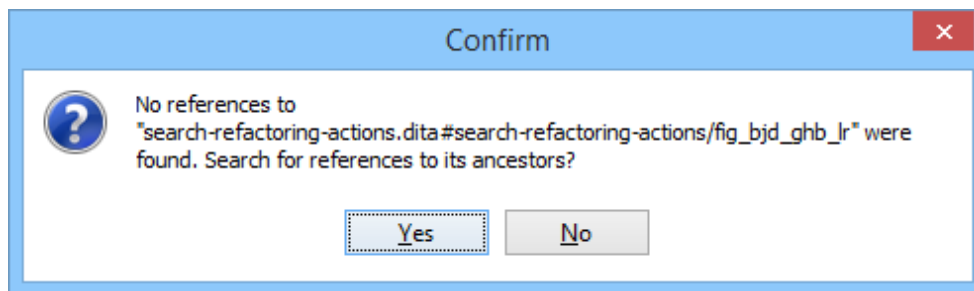 Confirm
No references to
"search-refactoring-actions.dita#search-refactoring-actions/fig_bjd_ghb_lr" were
found. Search for references to its ancestors?
Yes
No